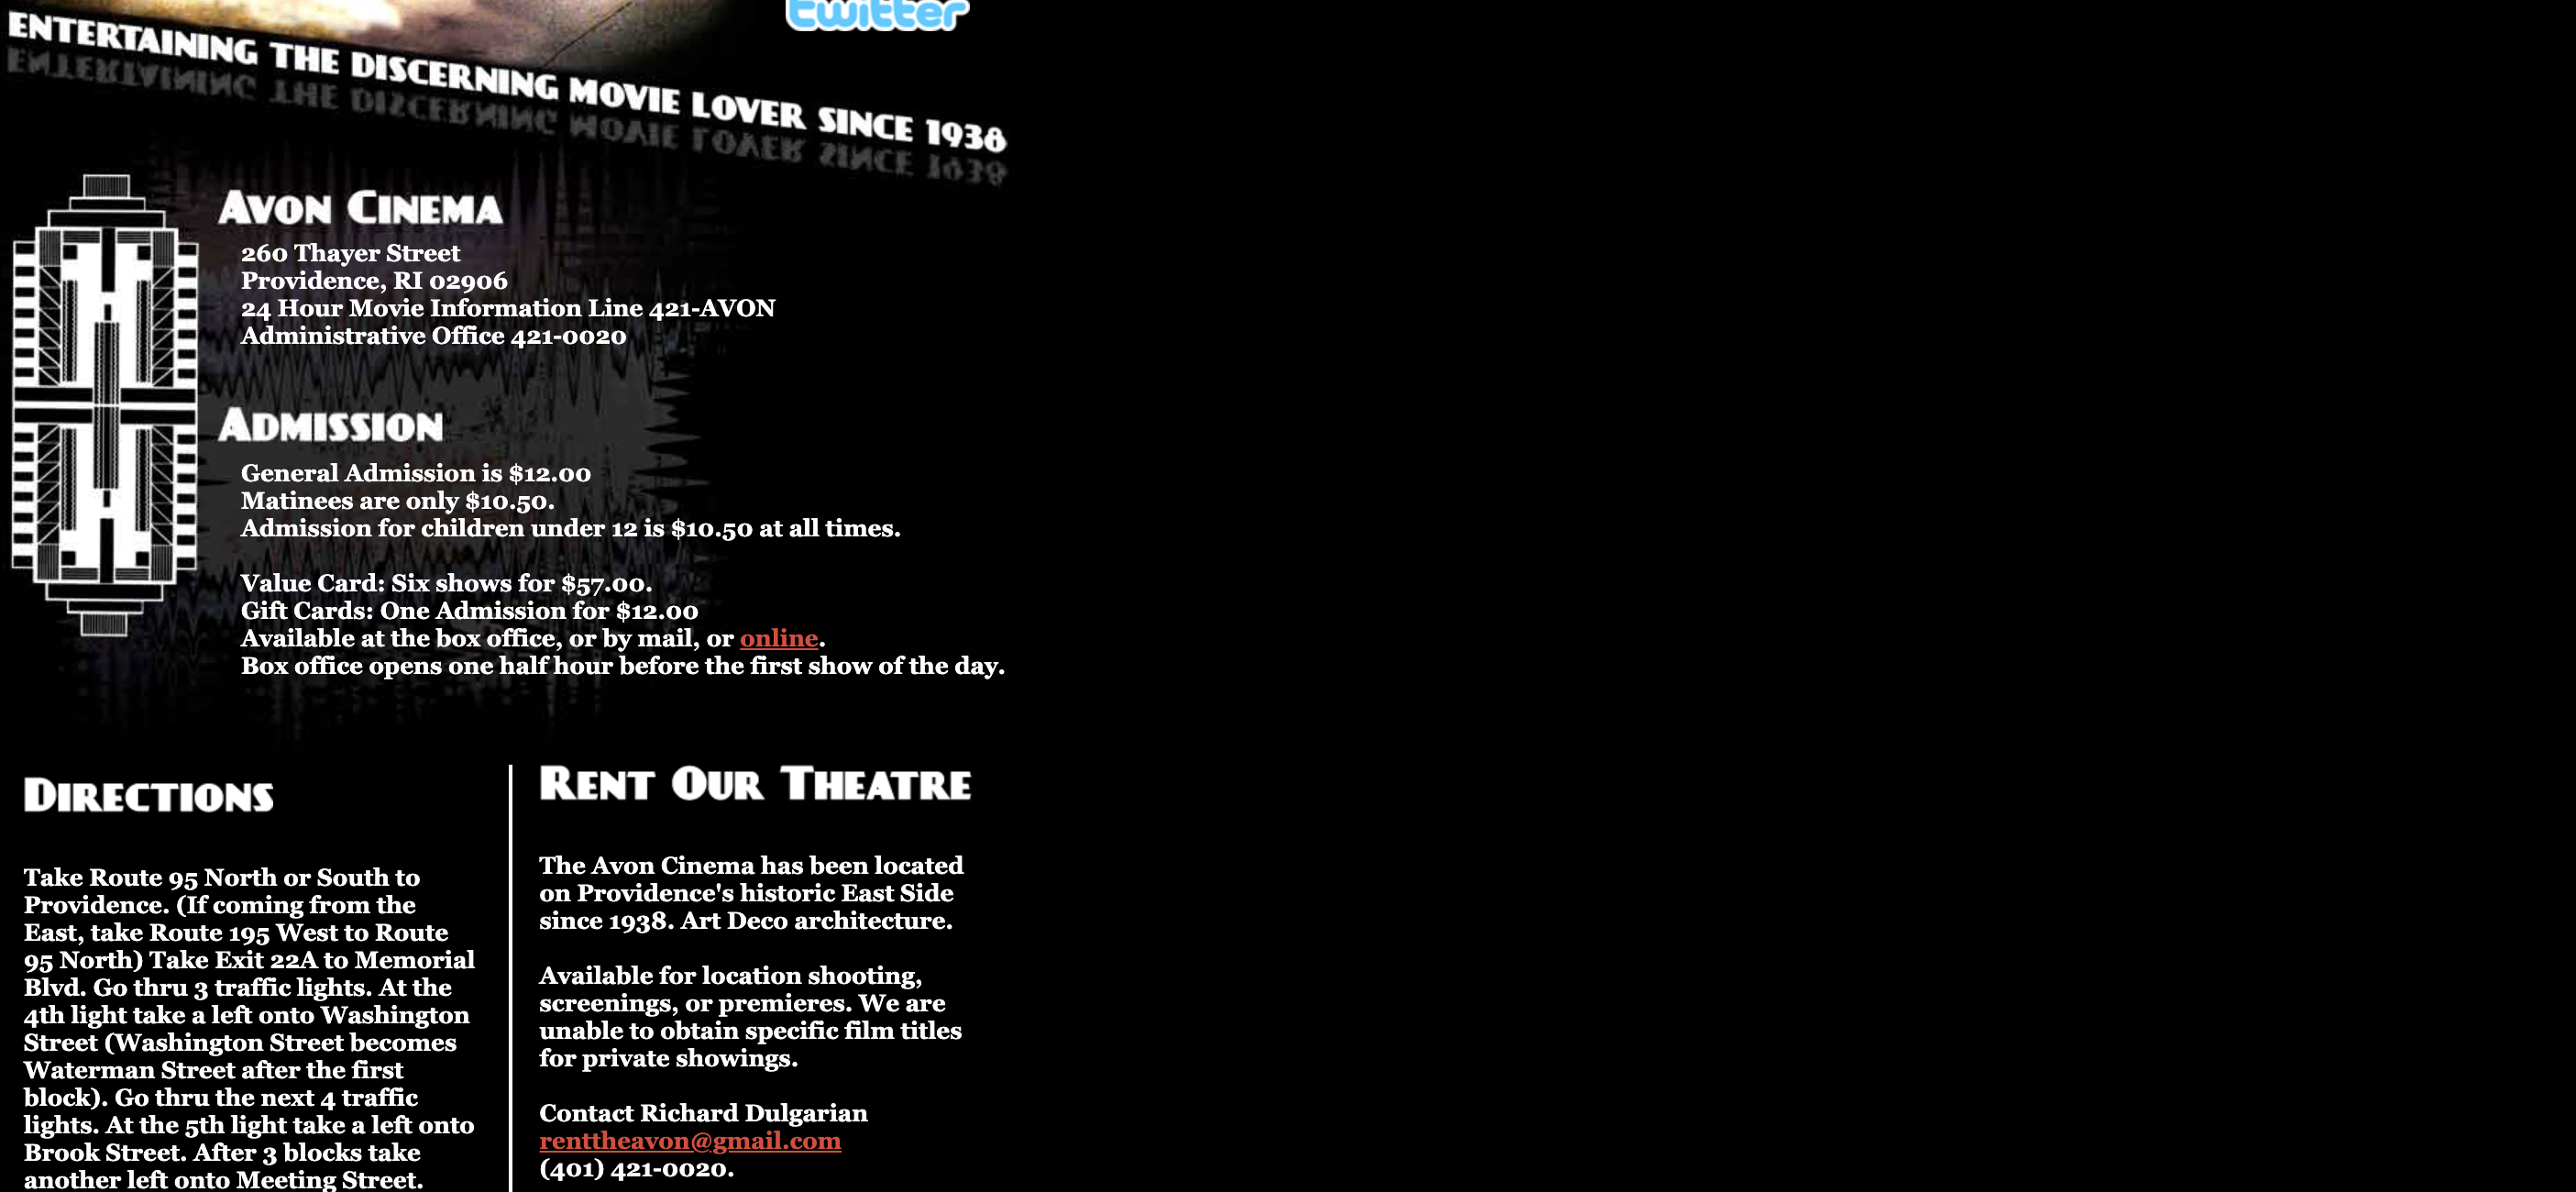 twitter
ENTERTAINING THE DISCERNING MOVIE LOVER SINCE 1938
AVON CINEMA
260 Thayer Street
Providence, RI 02906
24 Hour Movie Information Line 421-AVON
Administrative Office 421-0020
ADMISSION
General Admission is $12.00
Matinees are only $10.50.
Admission for children under 12 is $10.50 at all times.
Value Card: Six shows for $57.00.
Gift Cards: One Admission for $12.00
Available at the box office, or by mail, or online.
Box office opens one half hour before the first show of the day.
DIRECTIONS
Take Route 95 North or South to
Providence. (If coming from the
East, take Route 195 West to Route
95 North) Take Exit 22A to Memorial
Blvd. Go thru 3 traffic lights. At the
4th light take a left onto Washington
Street (Washington Street becomes
Waterman Street after the first
block). Go thru the next 4 traffic
lights. At the 5th light take a left onto
Brook Street. After 3 blocks take
another left onto Meeting Street.
RENT OUR THEATRE
The Avon Cinema has been located
on Providence's historic East Side
since 1938. Art Deco architecture.
Available for location shooting,
screenings, or premieres. We are
unable to obtain specific film titles
for private showings.
Contact Richard Dulgarian
renttheavon@gmail.com
(401) 421-0020.